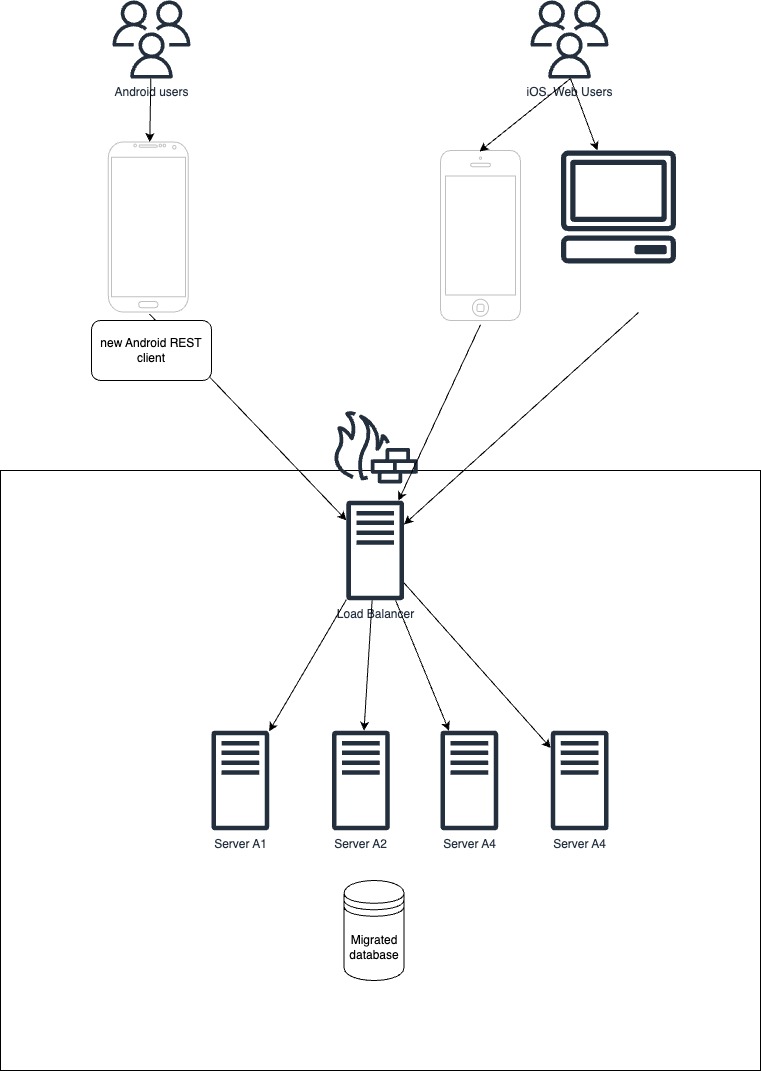 Android users
iOS, Web Users
new Android REST
client
Load Balancer
Server A1
Server A2
Server A4
Server A4
Migrated
database